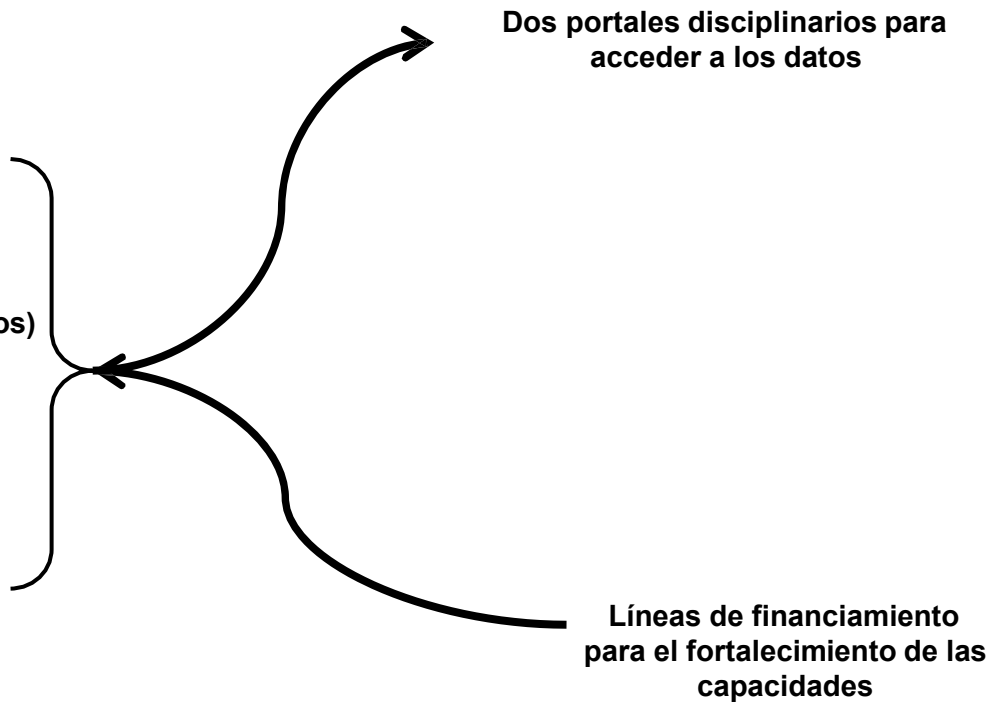 Dos portales disciplinarios para
acceder a los datos
os)
Líneas de financiamiento
para el fortalecimiento de las
capacidades